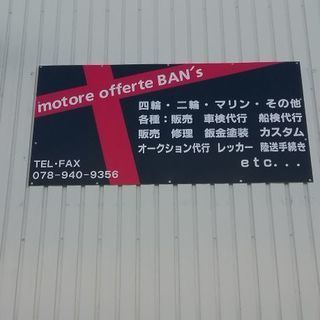 motore offerte BAN's
四輪・二輪・マリン・その他
各種：販売 車検代行 船検代行
販売 修理 鈑金塗装 カスタム
オークション代行 レッカー 陸送手続き
etc...
TEL・FAX
078-940-9356